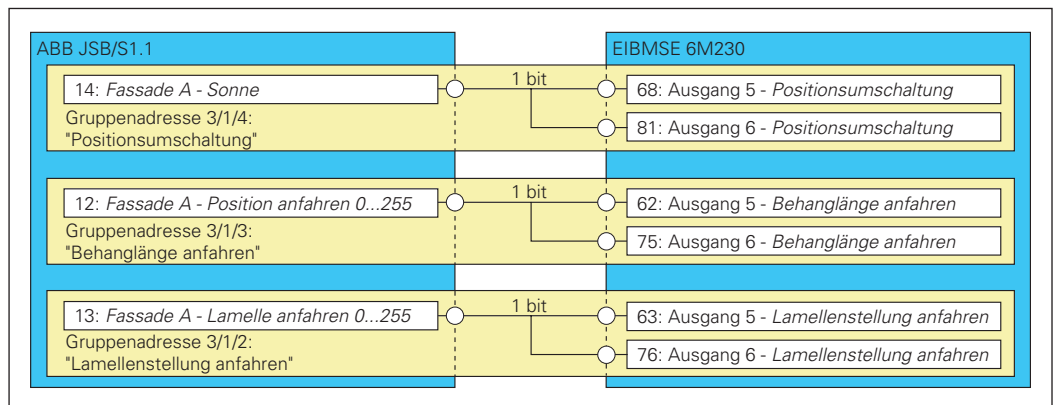 ABB JSB/S1.1
EIBMSE 6M230
14: Fassade A - Sonne
1 bit
68: Ausgang 5 - Positionsumschaltung
Gruppenadresse 3/1/4:
"Positionsumschaltung"
81: Ausgang 6 - Positionsumschaltung
12: Fassade A - Position anfahren 0...255
1 bit
62: Ausgang 5 - Behanglänge anfahren
Gruppenadresse 3/1/3:
"Behanglänge anfahren"
75: Ausgang 6 - Behanglänge anfahren
13: Fassade A - Lamelle anfahren 0...255
1 bit
63: Ausgang 5 - Lamellenstellung anfahren
Gruppenadresse 3/1/2:
"Lamellenstellung anfahren"
76: Ausgang 6 - Lamellenstellung anfahren